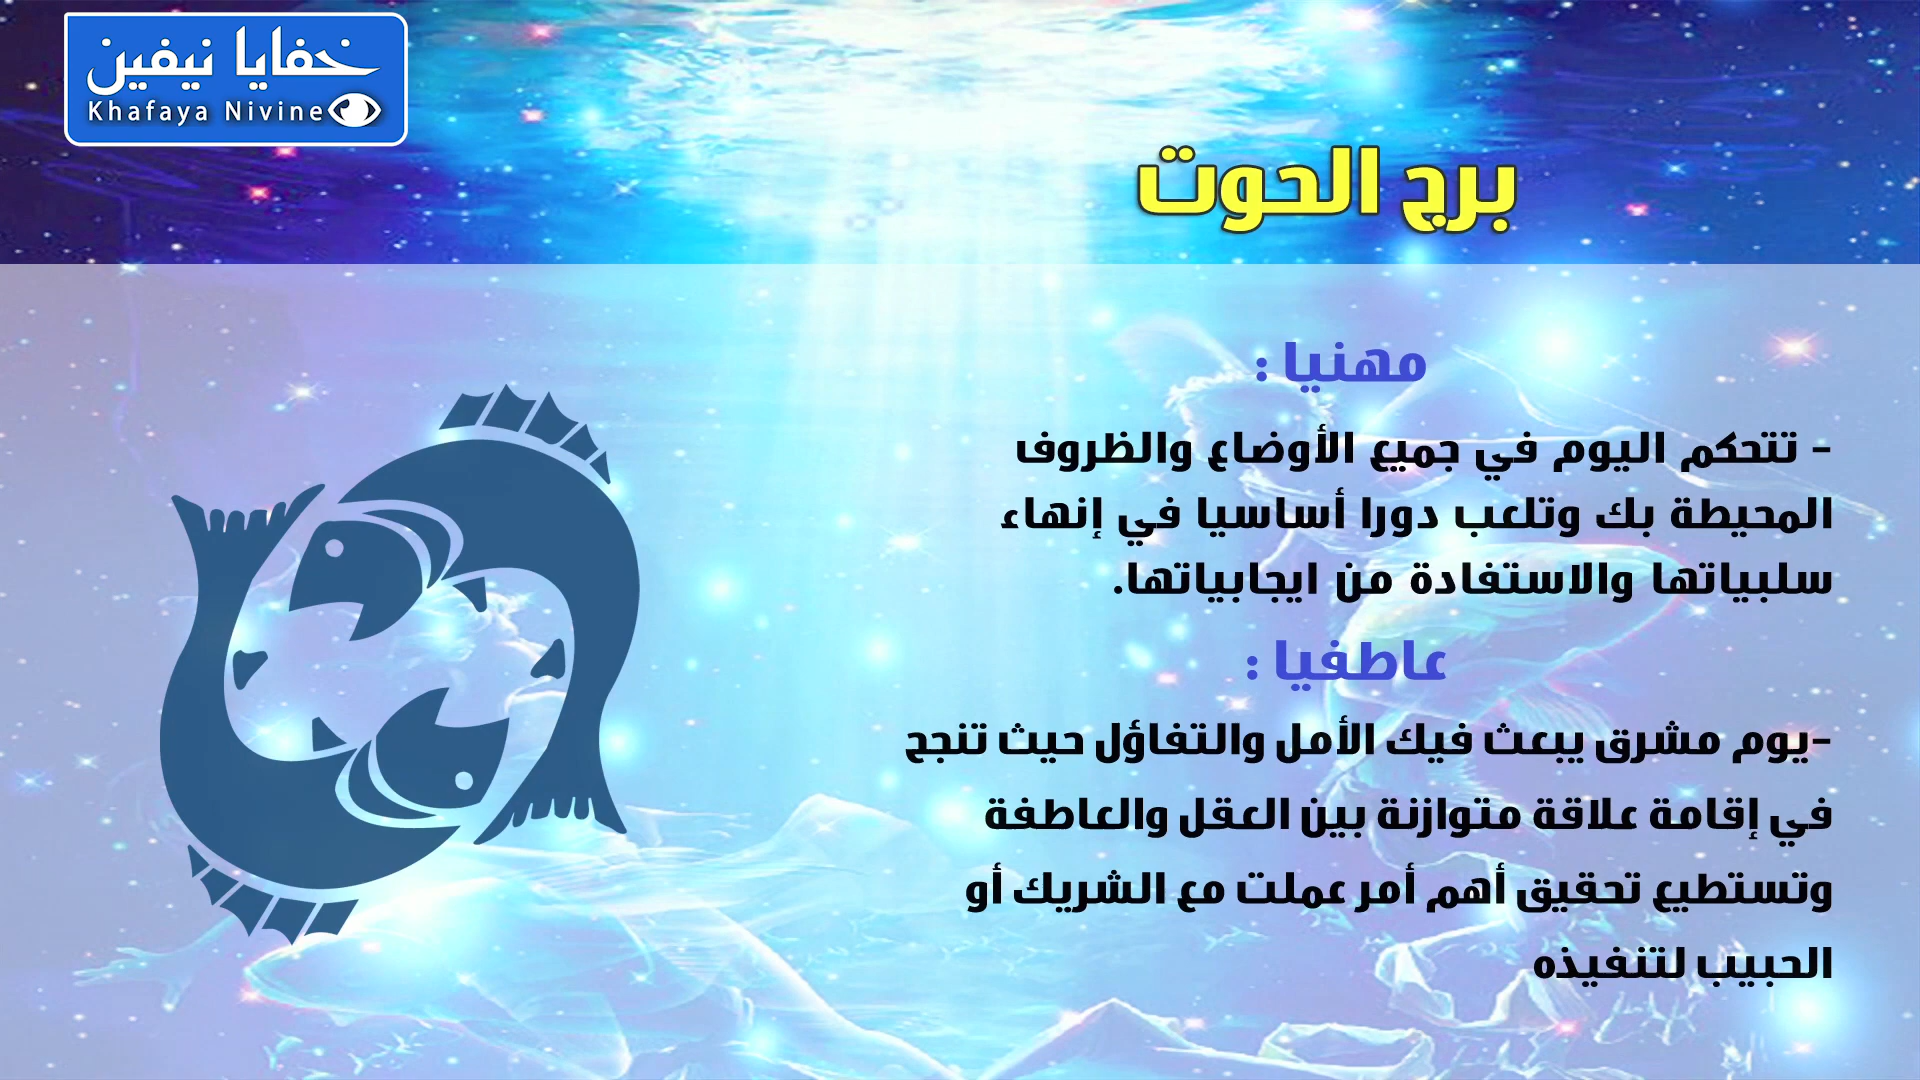 خفايا نيفين
Khafaya Nivine
برج الحوت
مهنيا :
- تتحكم اليوم في جميع الأوضاع والظروف
المحيطة بك وتلعب دورا أساسيا في إنهاء
سلبياتها والاستفادة من ايجابياتها.
عاطفيا :
-يوم مشرق يبعث فيك الأمل والتفاؤل حيث تنجح
في إقامة علاقة متوازنة بين العقل والعاطفة
وتستطيع تحقيق أهم أمر عملت مع الشريك أو
الحبيب لتنفيذه